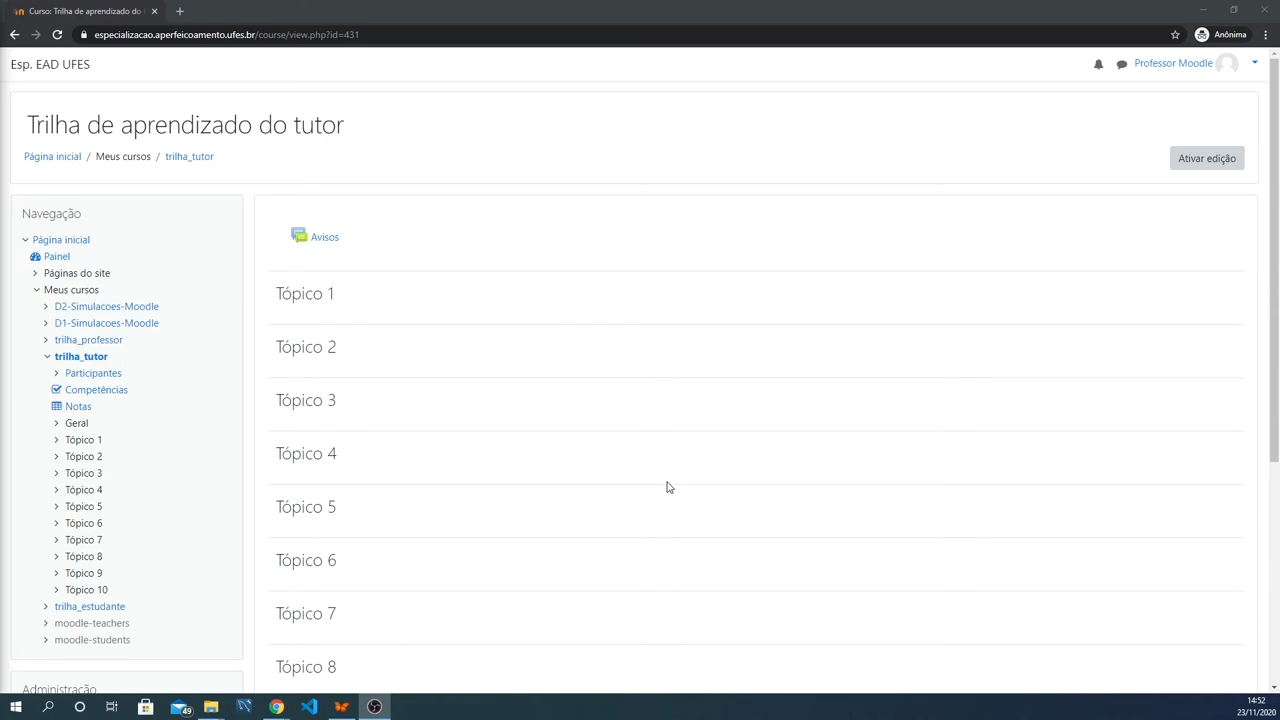 Curso: Trilha de aprendizado do
especializacao.aperfeicoamento.ufes.br/course/view.php?id=431
Anônima
Esp. EAD UFES
Professor Moodle
Trilha de aprendizado do tutor
Página inicial / Meus cursos / trilha_tutor
Ativar edição
Navegação
Página inicial
Painel
Páginas do site
Meus cursos
D2-Simulacoes-Moodle
D1-Simulacoes-Moodle
trilha_professor
trilha_tutor
Participantes
Competências
Notas
Geral
Tópico 1
Tópico 2
Tópico 3
Tópico 4
Tópico 5
Tópico 6
Tópico 7
Tópico 8
Tópico 9
Tópico 10
trilha_estudante
moodle-teachers
moodle-students
Administração
Avisos
Tópico 1
Tópico 2
Tópico 3
Tópico 4
Tópico 5
Tópico 6
Tópico 7
Tópico 8
49
14:52
23/11/2020